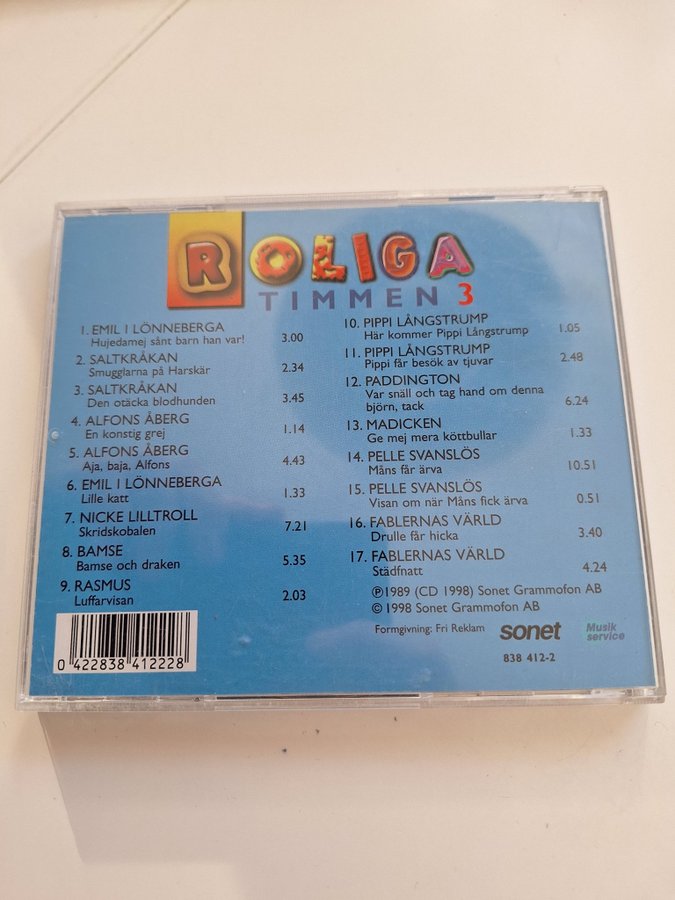 ROLIGA
TIMMEN 3
1. EMIL I LÖNNEBERGA
Hujedamej sånt barn han var! 3.00
2. SALTKRÅKAN
Smugglarna på Harskär 2.34
3. SALTKRÅKAN
Den otäcka blodhunden 3.45
4. ALFONS ÅBERG
En konstig grej 1.14
5. ALFONS ÅBERG
Aja, baja, Alfons 4.43
6. EMIL I LÖNNEBERGA
Lille katt 1.33
7. NICKE LILLTROLL
Skridskobalen 7.21
8. BAMSE
Bamse och draken 5.35
9. RASMUS
Luffarvisan 2.03
10. PIPPI LÅNGSTRUMP
Här kommer Pippi Långstrump 1.05
11. PIPPI LÅNGSTRUMP
Pippi får besök av tjuvar 2.48
12. PADDINGTON
Var snäll och tag hand om denna
björn, tack 6.24
13. MADICKEN
Ge mej mera köttbullar 1.33
14. PELLE SVANSLÖS
Måns får ärva 10.51
15. PELLE SVANSLÖS
Visan om när Måns fick ärva 0.51
16. FABLERNAS VÄRLD
Drulle får hicka 3.40
17. FABLERNAS VÄRLD
Städfnatt 4.24
℗1989 (CD 1998) Sonet Grammofon AB
© 1998 Sonet Grammofon AB
Formgivning: Fri Reklam sonet Musik
service
838 412-2
0 422838 412228